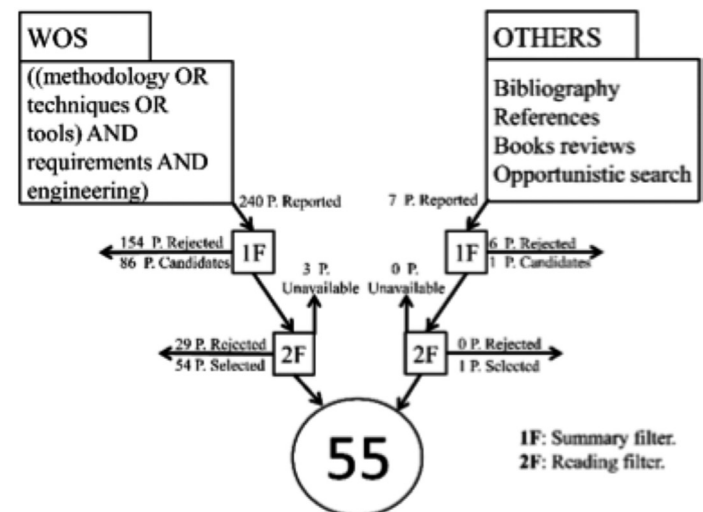 WOS
((methodology OR
techniques OR
tools) AND
requirements AND
engineering)
OTHERS
Bibliography
References
Books reviews
Opportunistic search
240 P. Reported
7 P. Reported
154 P. Rejected
86 P. Candidates
1F
3 P.
Unavailable
0 P.
Unavailable
1F
6 P. Rejected
1 P. Candidates
29 P. Rejected
54 P. Selected
2F
2F
0 P. Rejected
1 P. Selected
55
1F: Summary filter.
2F: Reading filter.